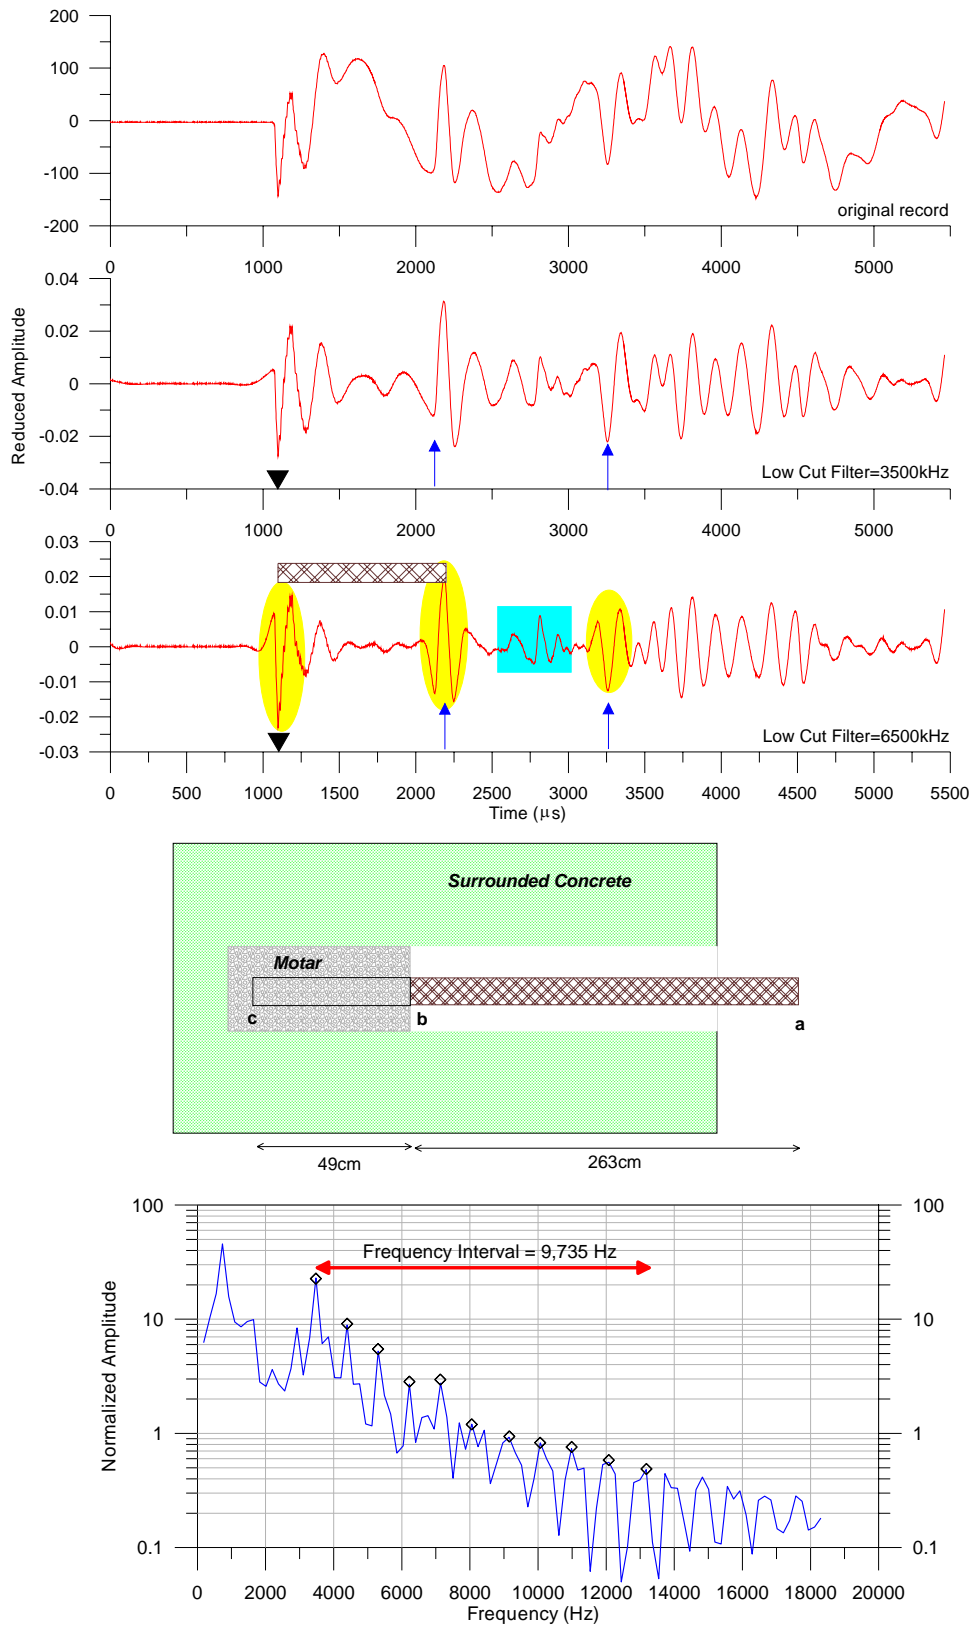 200
100
0
-100
-200
original record
0 1000 2000 3000 4000 5000
0.04
0.02
0
-0.02
-0.04
Reduced Amplitude
Low Cut Filter=3500kHz
0 1000 2000 3000 4000 5000
0.03
0.02
0.01
0
-0.01
-0.02
-0.03
Low Cut Filter=6500kHz
0 500 1000 1500 2000 2500 3000 3500 4000 4500 5000 5500
Time (μs)
Surrounded Concrete
Motar
c b a
49cm 263cm
100 100
Frequency Interval = 9,735 Hz
10 10
Normalized Amplitude
1 1
0.1 0.1
0 2000 4000 6000 8000 10000 12000 14000 16000 18000 20000
Frequency (Hz)